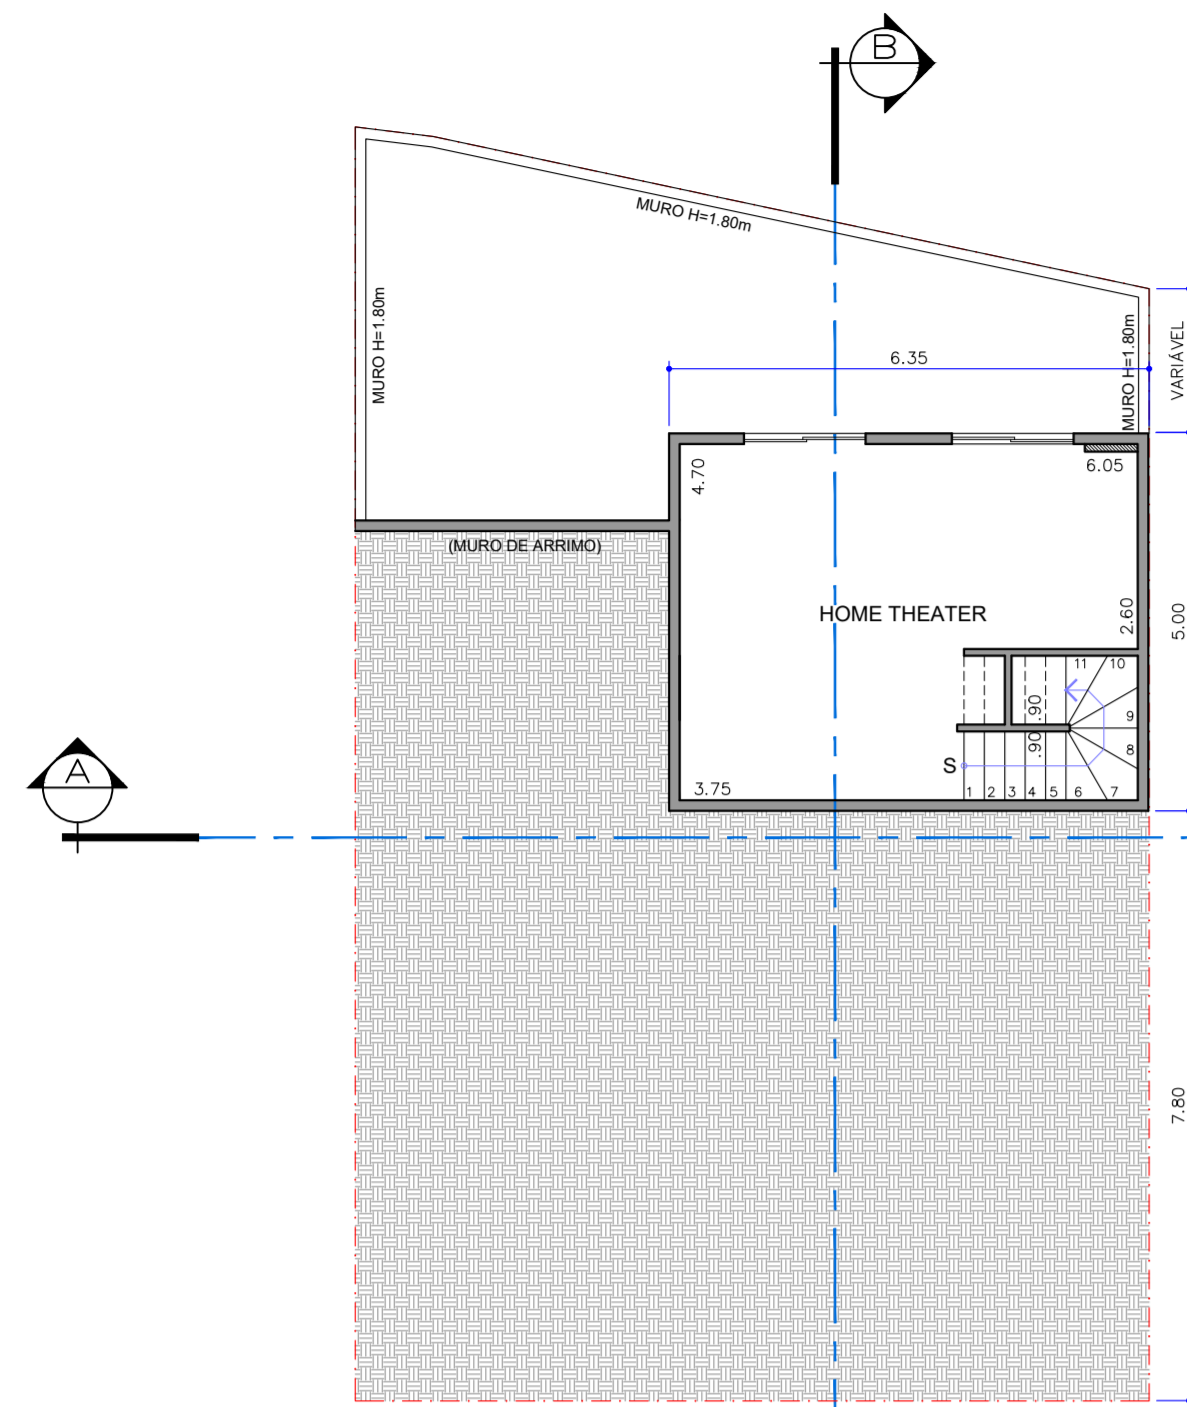 B
MURO H=1.80m
MURO H=1.80m
MURO H=1.80m
VARIÁVEL
6.35
4.70
6.05
(MURO DE ARRIMO)
HOME THEATER
2.60
5.00
11
10
.90
.90
9
8
S
A
3.75
1
2
3
4
5
6
7
7.80